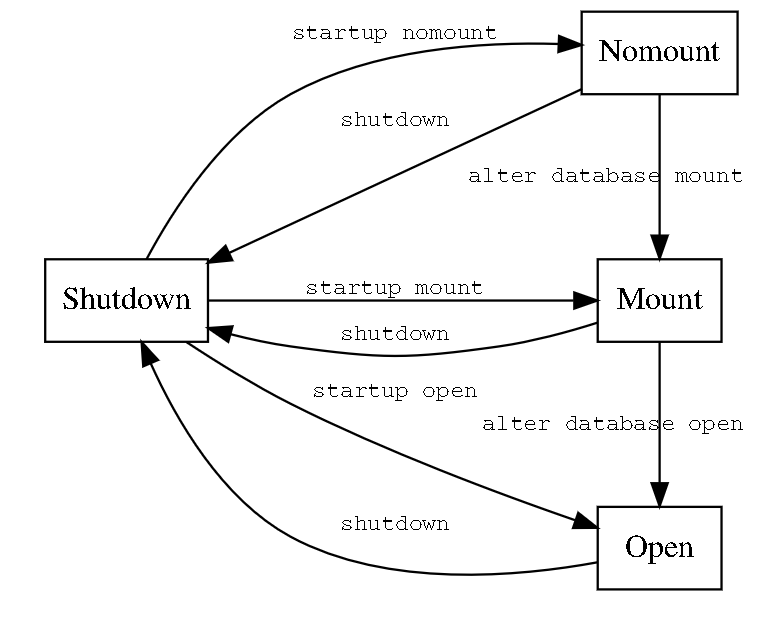 startup nomount
Nomount
shutdown
alter database mount
Shutdown
startup mount
Mount
shutdown
startup open
alter database open
shutdown
Open